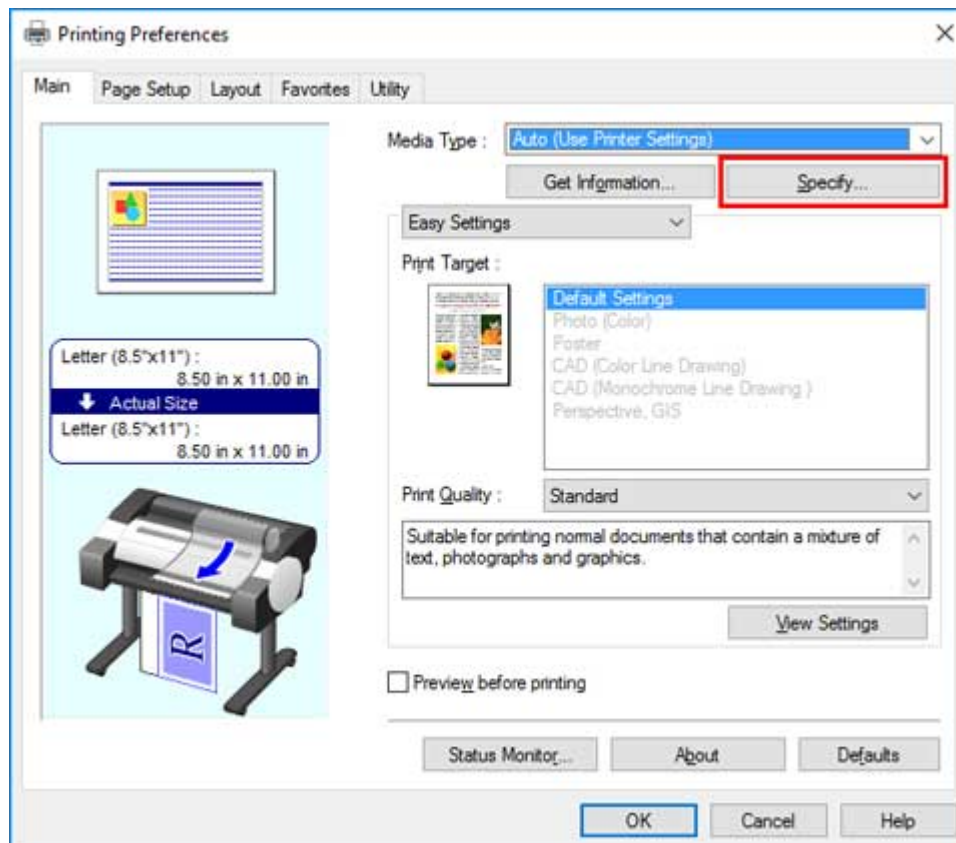 Printing Preferences
Main Page Setup Layout Favorites Utility
Media Type : Auto (Use Printer Settings)
Get Information... Specify...
Easy Settings
Print Target :
Default Settings
Photo (Color)
Poster
CAD (Color Line Drawing)
CAD (Monochrome Line Drawing )
Perspective, GIS
Letter (8.5"x11") :
8.50 in x 11.00 in
Actual Size
Letter (8.5"x11") :
8.50 in x 11.00 in
R
Print Quality : Standard
Suitable for printing normal documents that contain a mixture of
text, photographs and graphics.
View Settings
Preview before printing
Status Monitor... About Defaults
OK Cancel Help